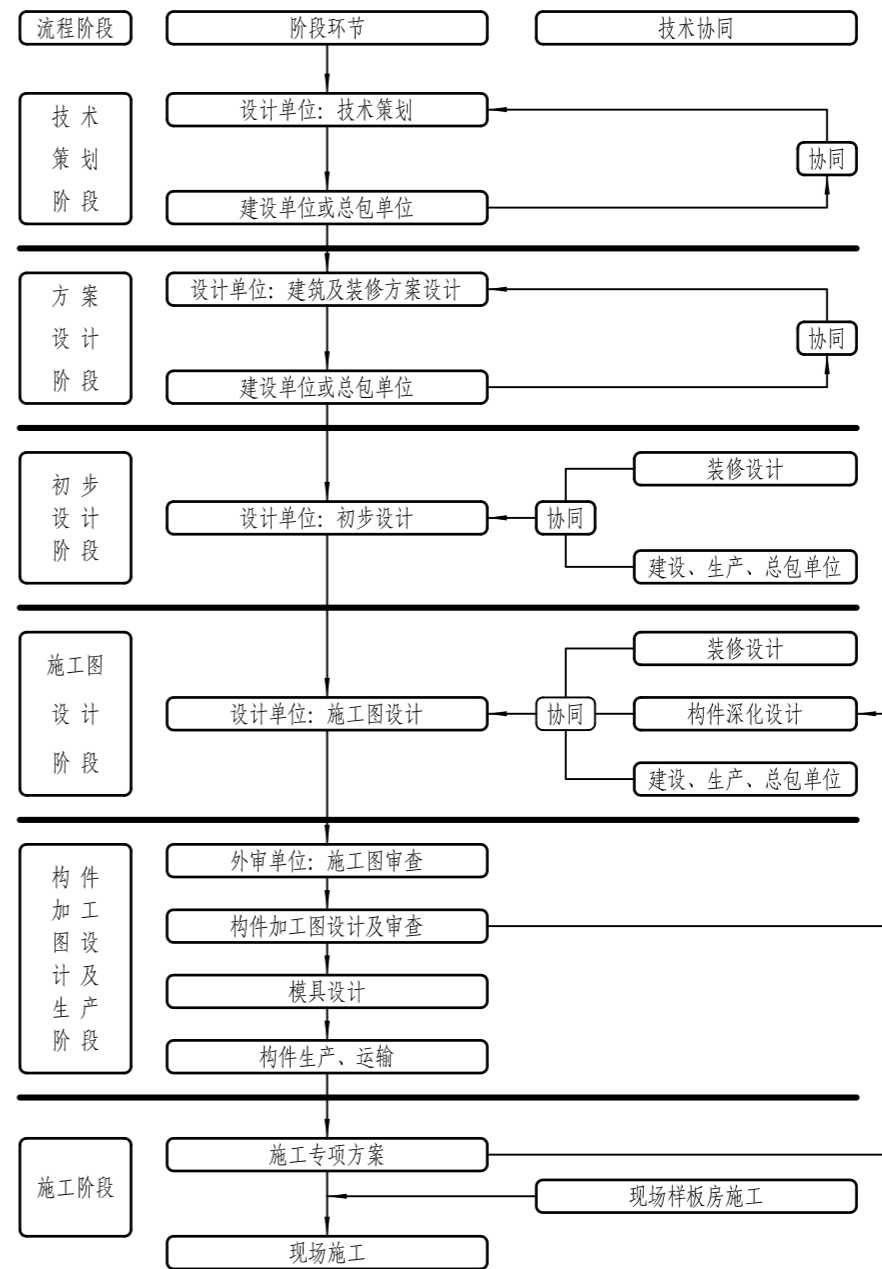 流程阶段
阶段环节
技术协同
技术
策划
阶段
设计单位：技术策划
协同
建设单位或总包单位
方案
设计
阶段
设计单位：建筑及装修方案设计
协同
建设单位或总包单位
初步
设计
阶段
装修设计
设计单位：初步设计
协同
建设、生产、总包单位
施工图
设计
阶段
装修设计
设计单位：施工图设计
协同
构件深化设计
建设、生产、总包单位
构件
加工
图设
计及
生产
阶段
外审单位：施工图审查
构件加工图设计及审查
模具设计
构件生产、运输
施工阶段
施工专项方案
现场样板房施工
现场施工